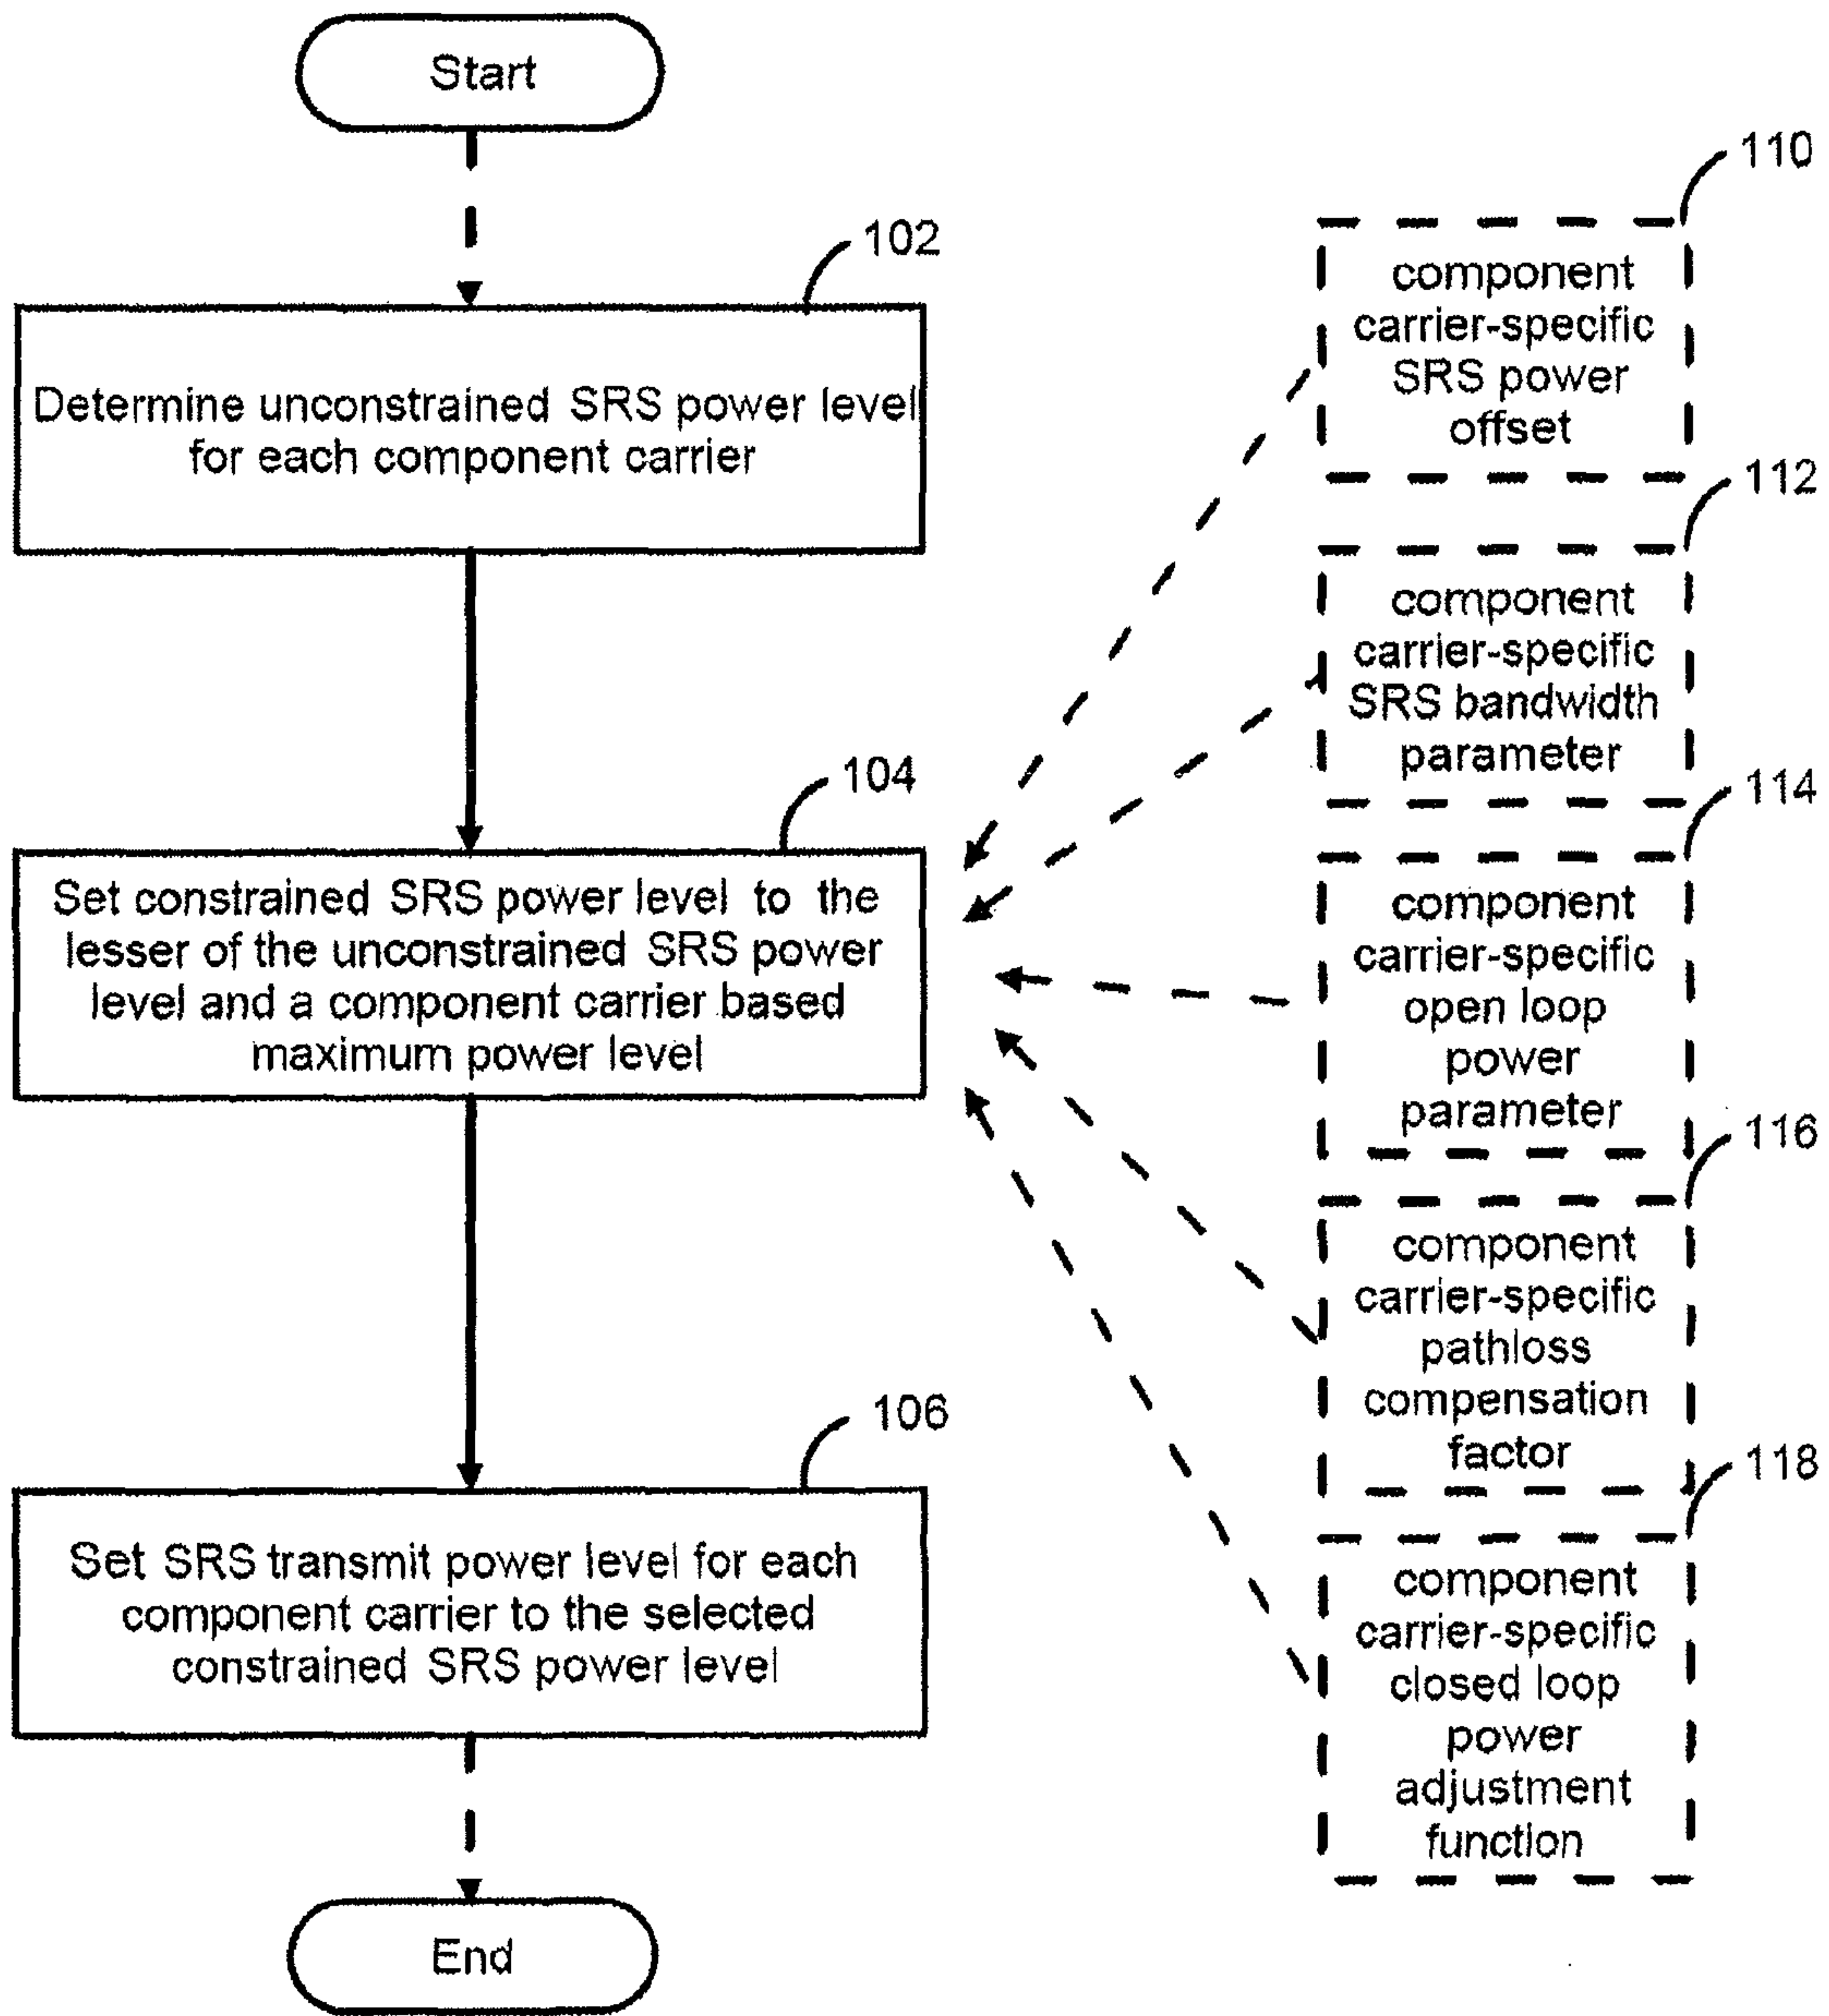 Start
102
Determine unconstrained SRS power level
for each component carrier
104
Set constrained SRS power level to the
lesser of the unconstrained SRS power
level and a component carrier based
maximum power level
106
Set SRS transmit power level for each
component carrier to the selected
constrained SRS power level
End
110
component
carrier-specific
SRS power
offset
112
component
carrier-specific
SRS bandwidth
parameter
114
component
carrier-specific
open loop
power
parameter
116
component
carrier-specific
pathloss
compensation
factor
118
component
carrier-specific
closed loop
power
adjustment
function